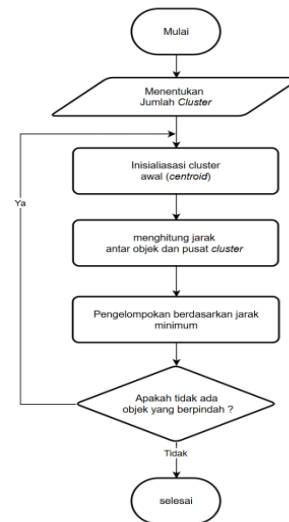 Mulai
Menentukan
Jumlah Cluster
Inisialiasasi cluster
awal (centroid)
Ya
menghitung jarak
antar objek dan pusat cluster
Pengelompokan berdasarkan jarak
minimum
Apakah tidak ada
objek yang berpindah ?
Tidak
selesai